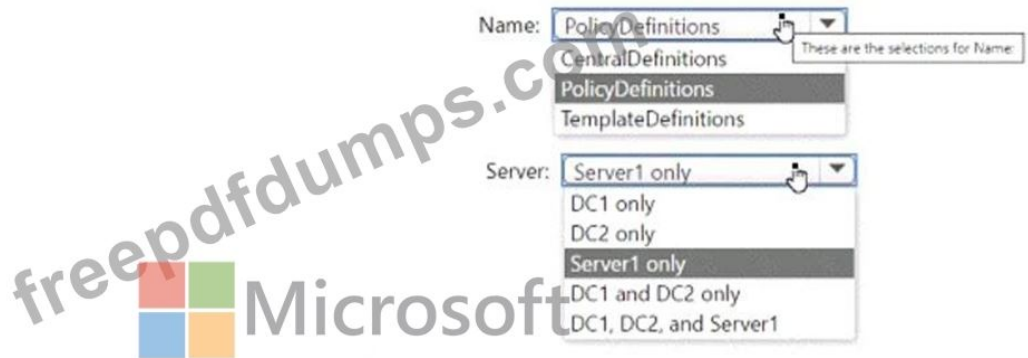 Name: PolicyDefinitions
These are the selections for Name:
CentralDefinitions
PolicyDefinitions
TemplateDefinitions
Server: Server1 only
DC1 only
DC2 only
Server1 only
DC1 and DC2 only
DC1, DC2, and Server1
freepdfdumps.com
Microsoft